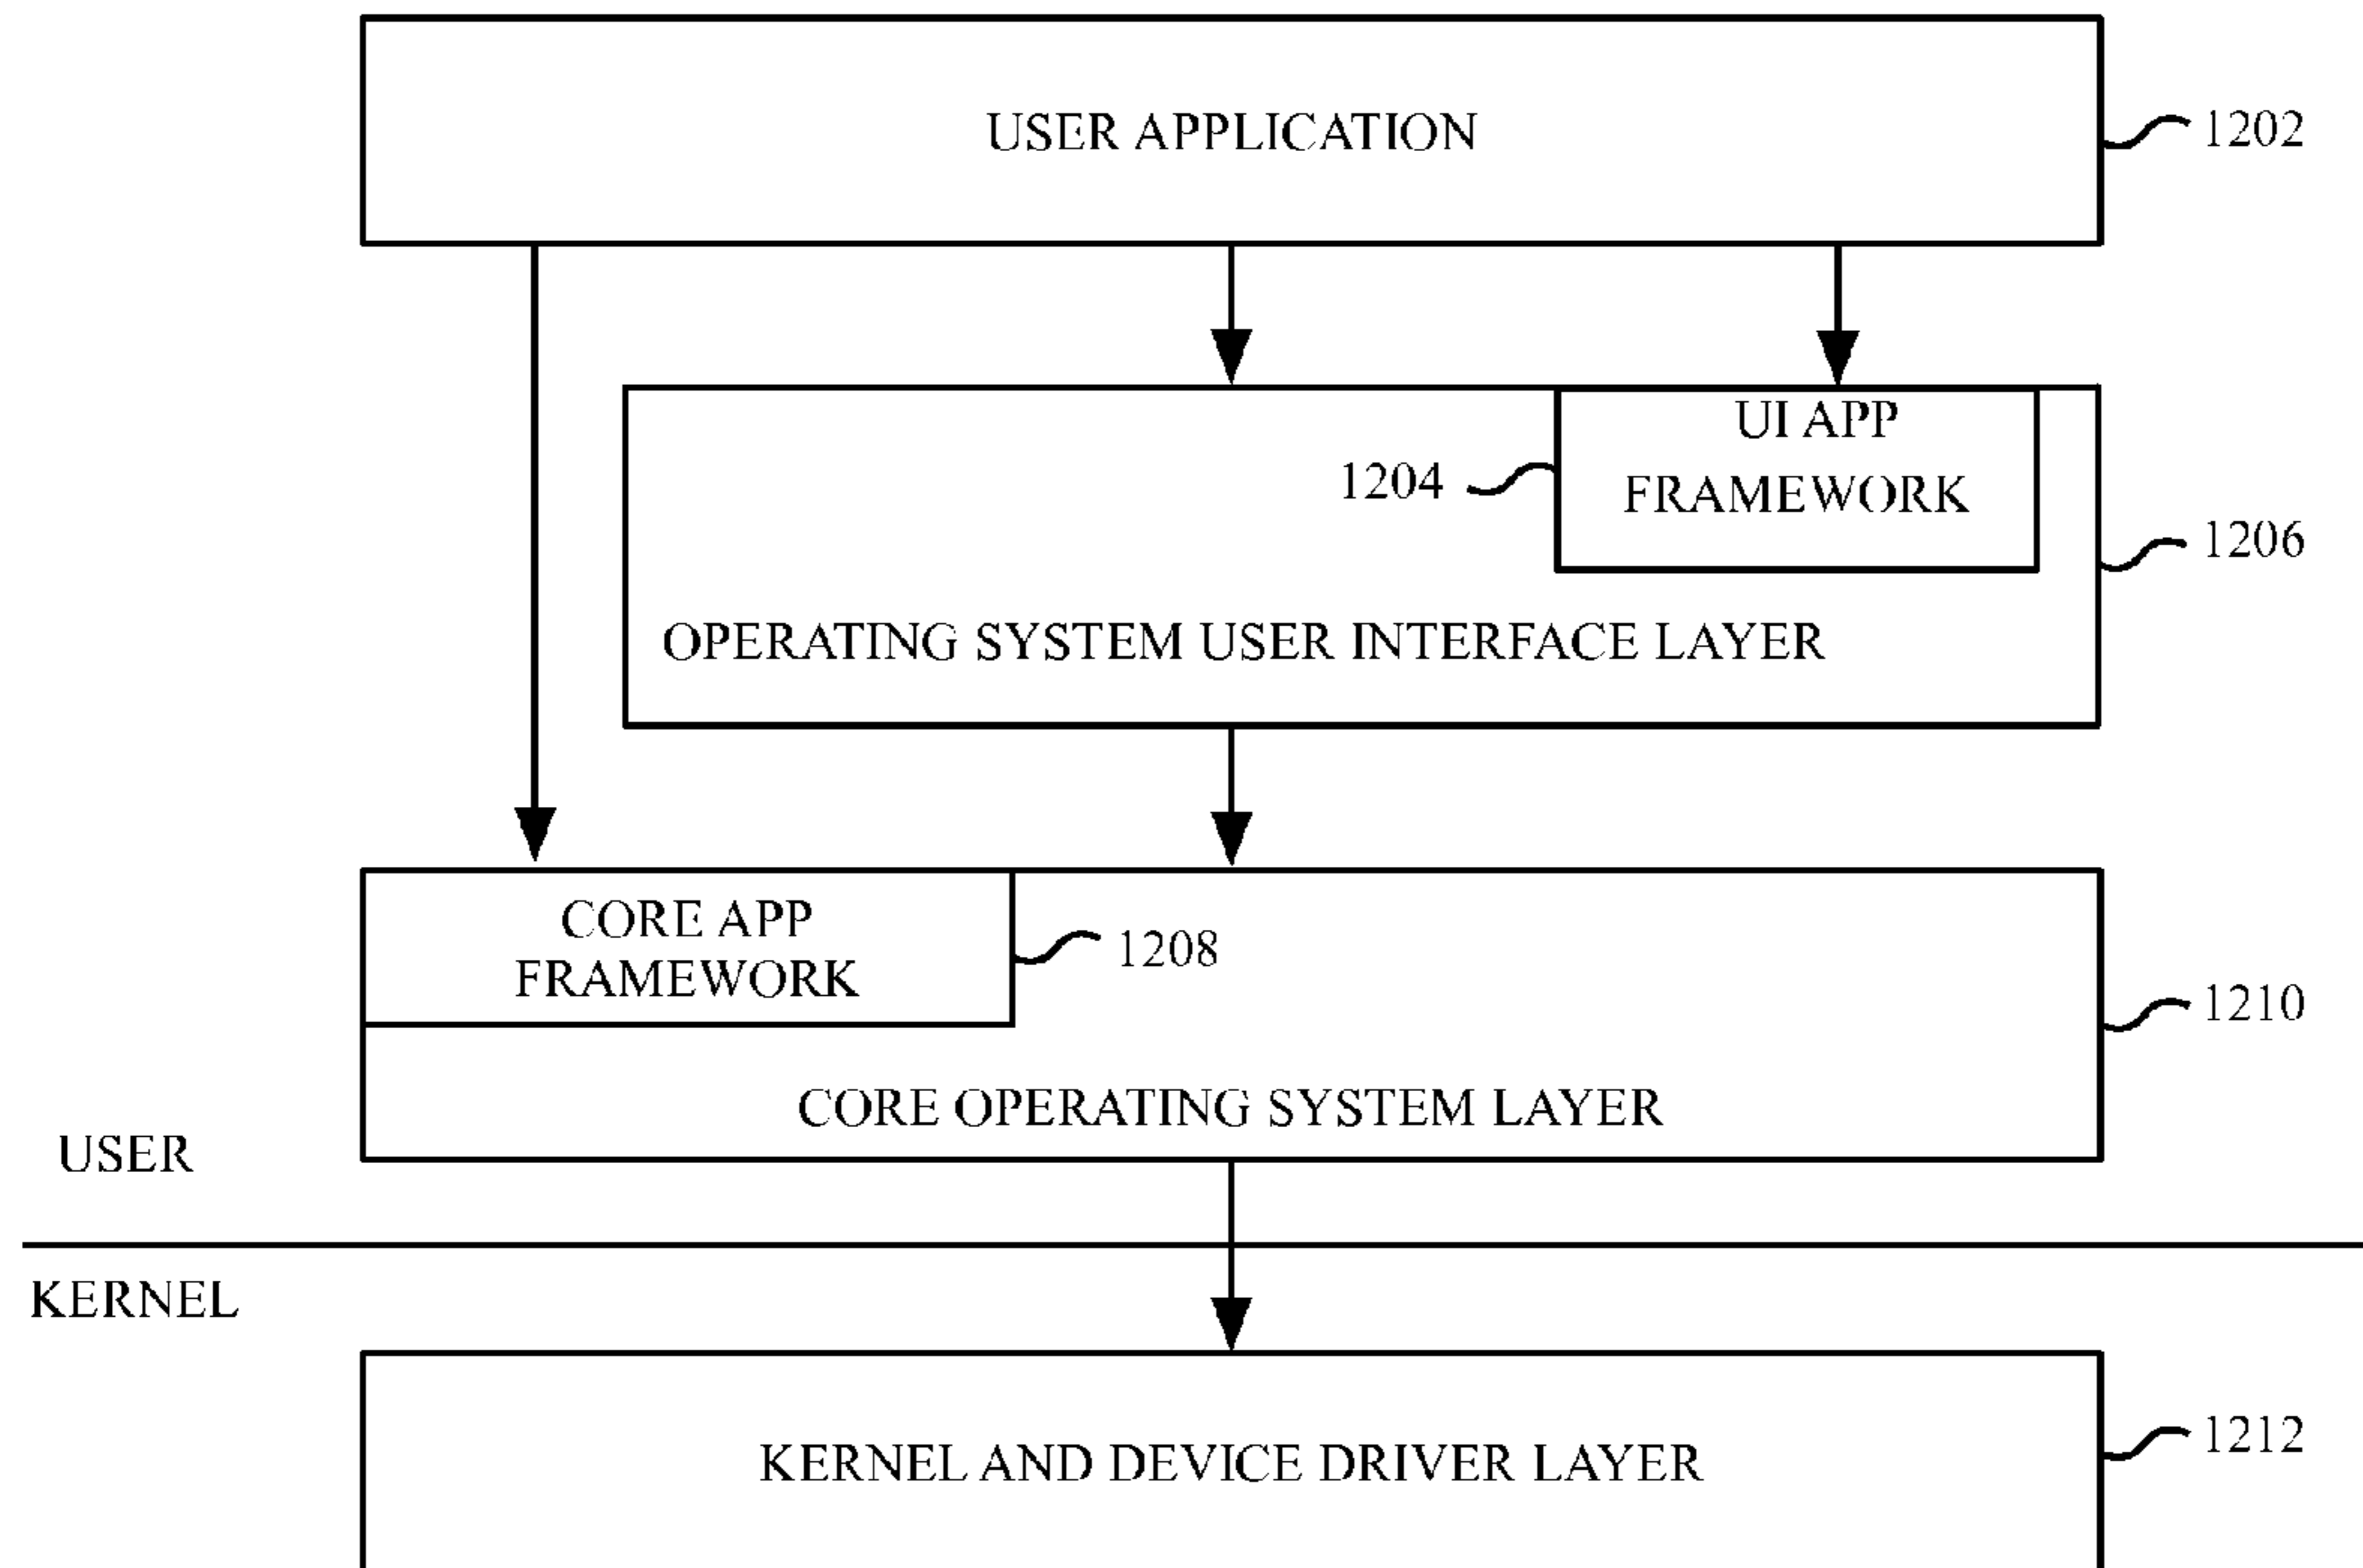 USER APPLICATION
1202
UI APP
FRAMEWORK
1204
1206
OPERATING SYSTEM USER INTERFACE LAYER
CORE APP
FRAMEWORK
1208
1210
CORE OPERATING SYSTEM LAYER
USER
KERNEL
KERNEL AND DEVICE DRIVER LAYER
1212